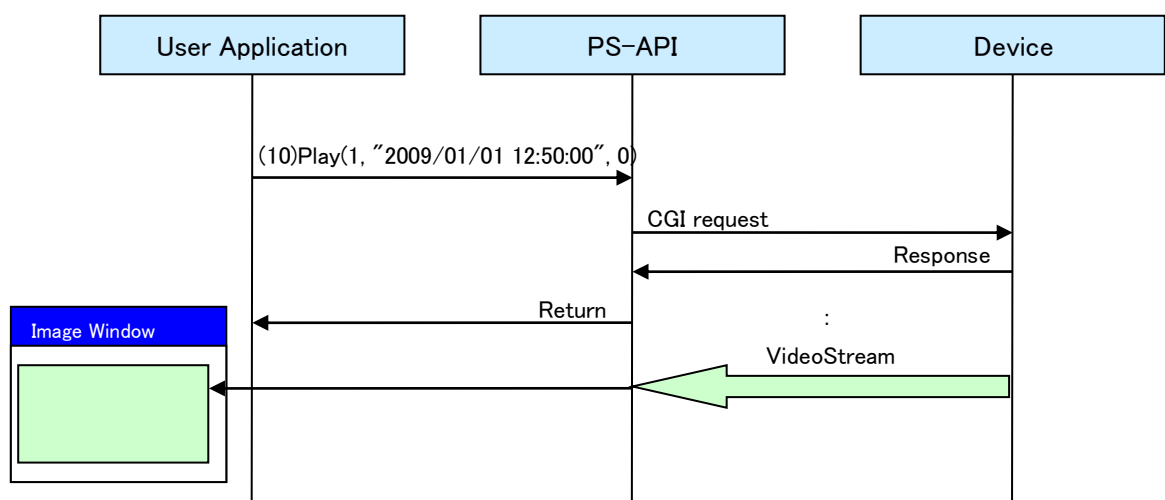 User Application
PS-API
Device
(10)Play(1, "2009/01/01 12:50:00", 0)
CGI request
Response
Return
:
Image Window
VideoStream